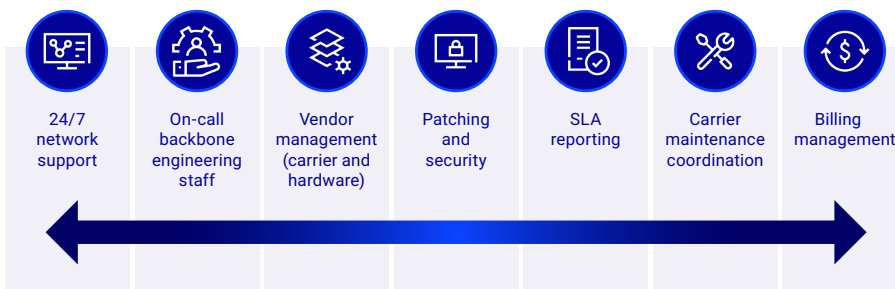 24/7
network
support
On-call
backbone
engineering
staff
Vendor
management
(carrier and
hardware)
Patching
and
security
SLA
reporting
Carrier
maintenance
coordination
Billing
management